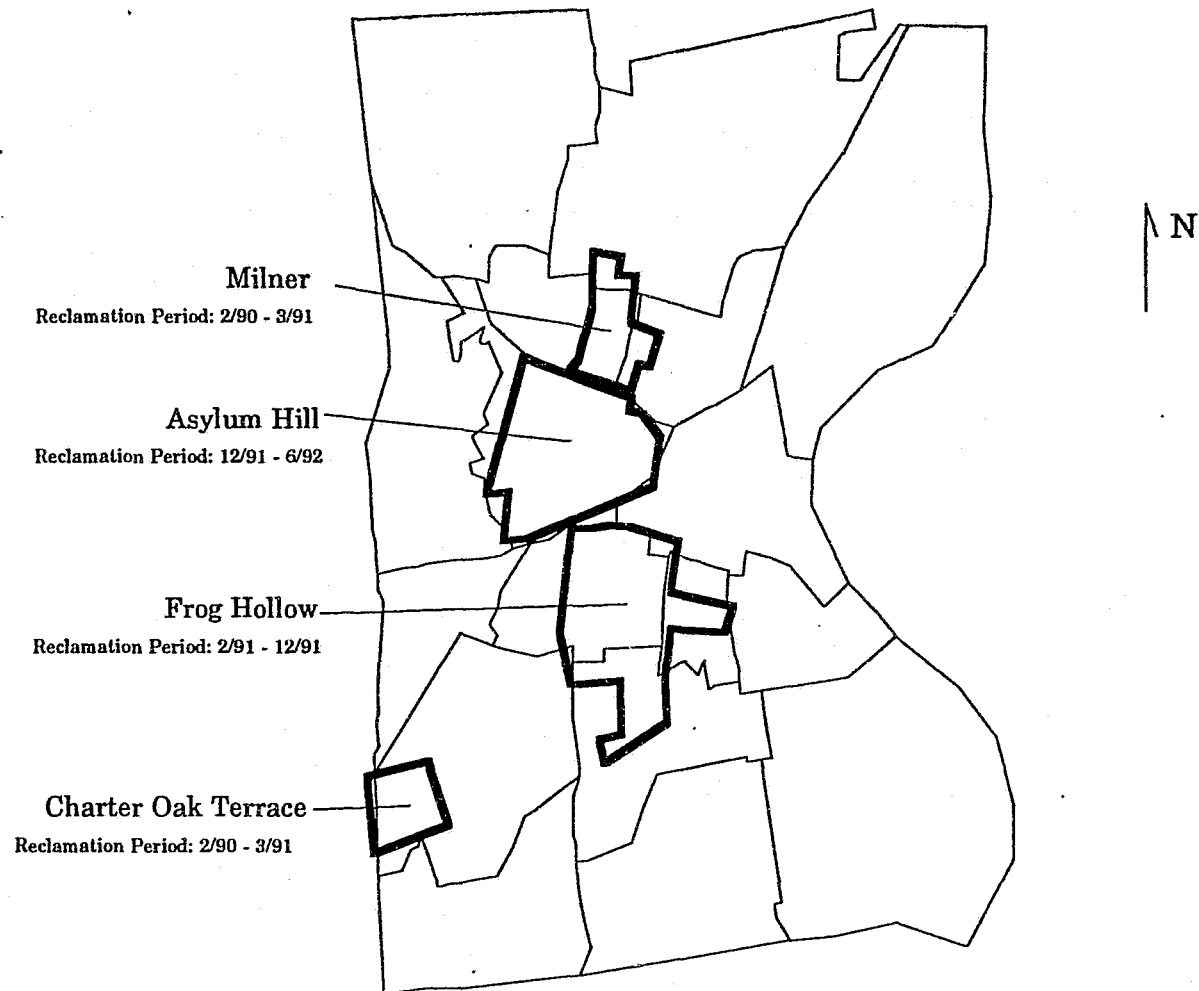 N
Milner
Reclamation Period: 2/90 - 3/91
Asylum Hill
Reclamation Period: 12/91 - 6/92
Frog Hollow
Reclamation Period: 2/91 - 12/91
Charter Oak Terrace
Reclamation Period: 2/90 - 3/91